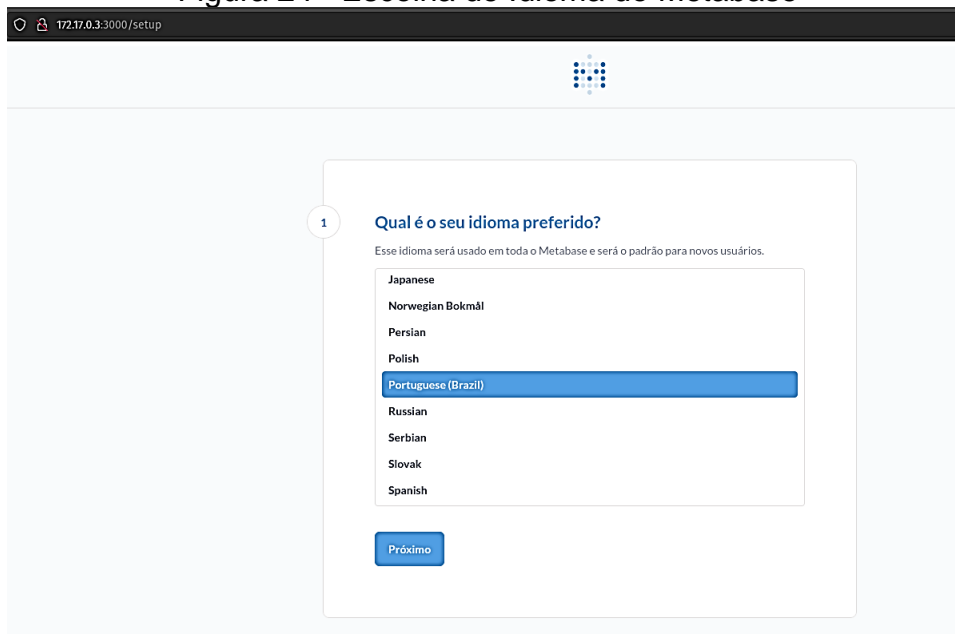 Figura 24 - Escolha do idioma do Metabase
172.17.0.3:3000/setup
1
Qual é o seu idioma preferido?
Esse idioma será usado em toda o Metabase e será o padrão para novos usuários.
Japanese
Norwegian Bokmål
Persian
Polish
Portuguese (Brazil)
Russian
Serbian
Slovak
Spanish
Próximo